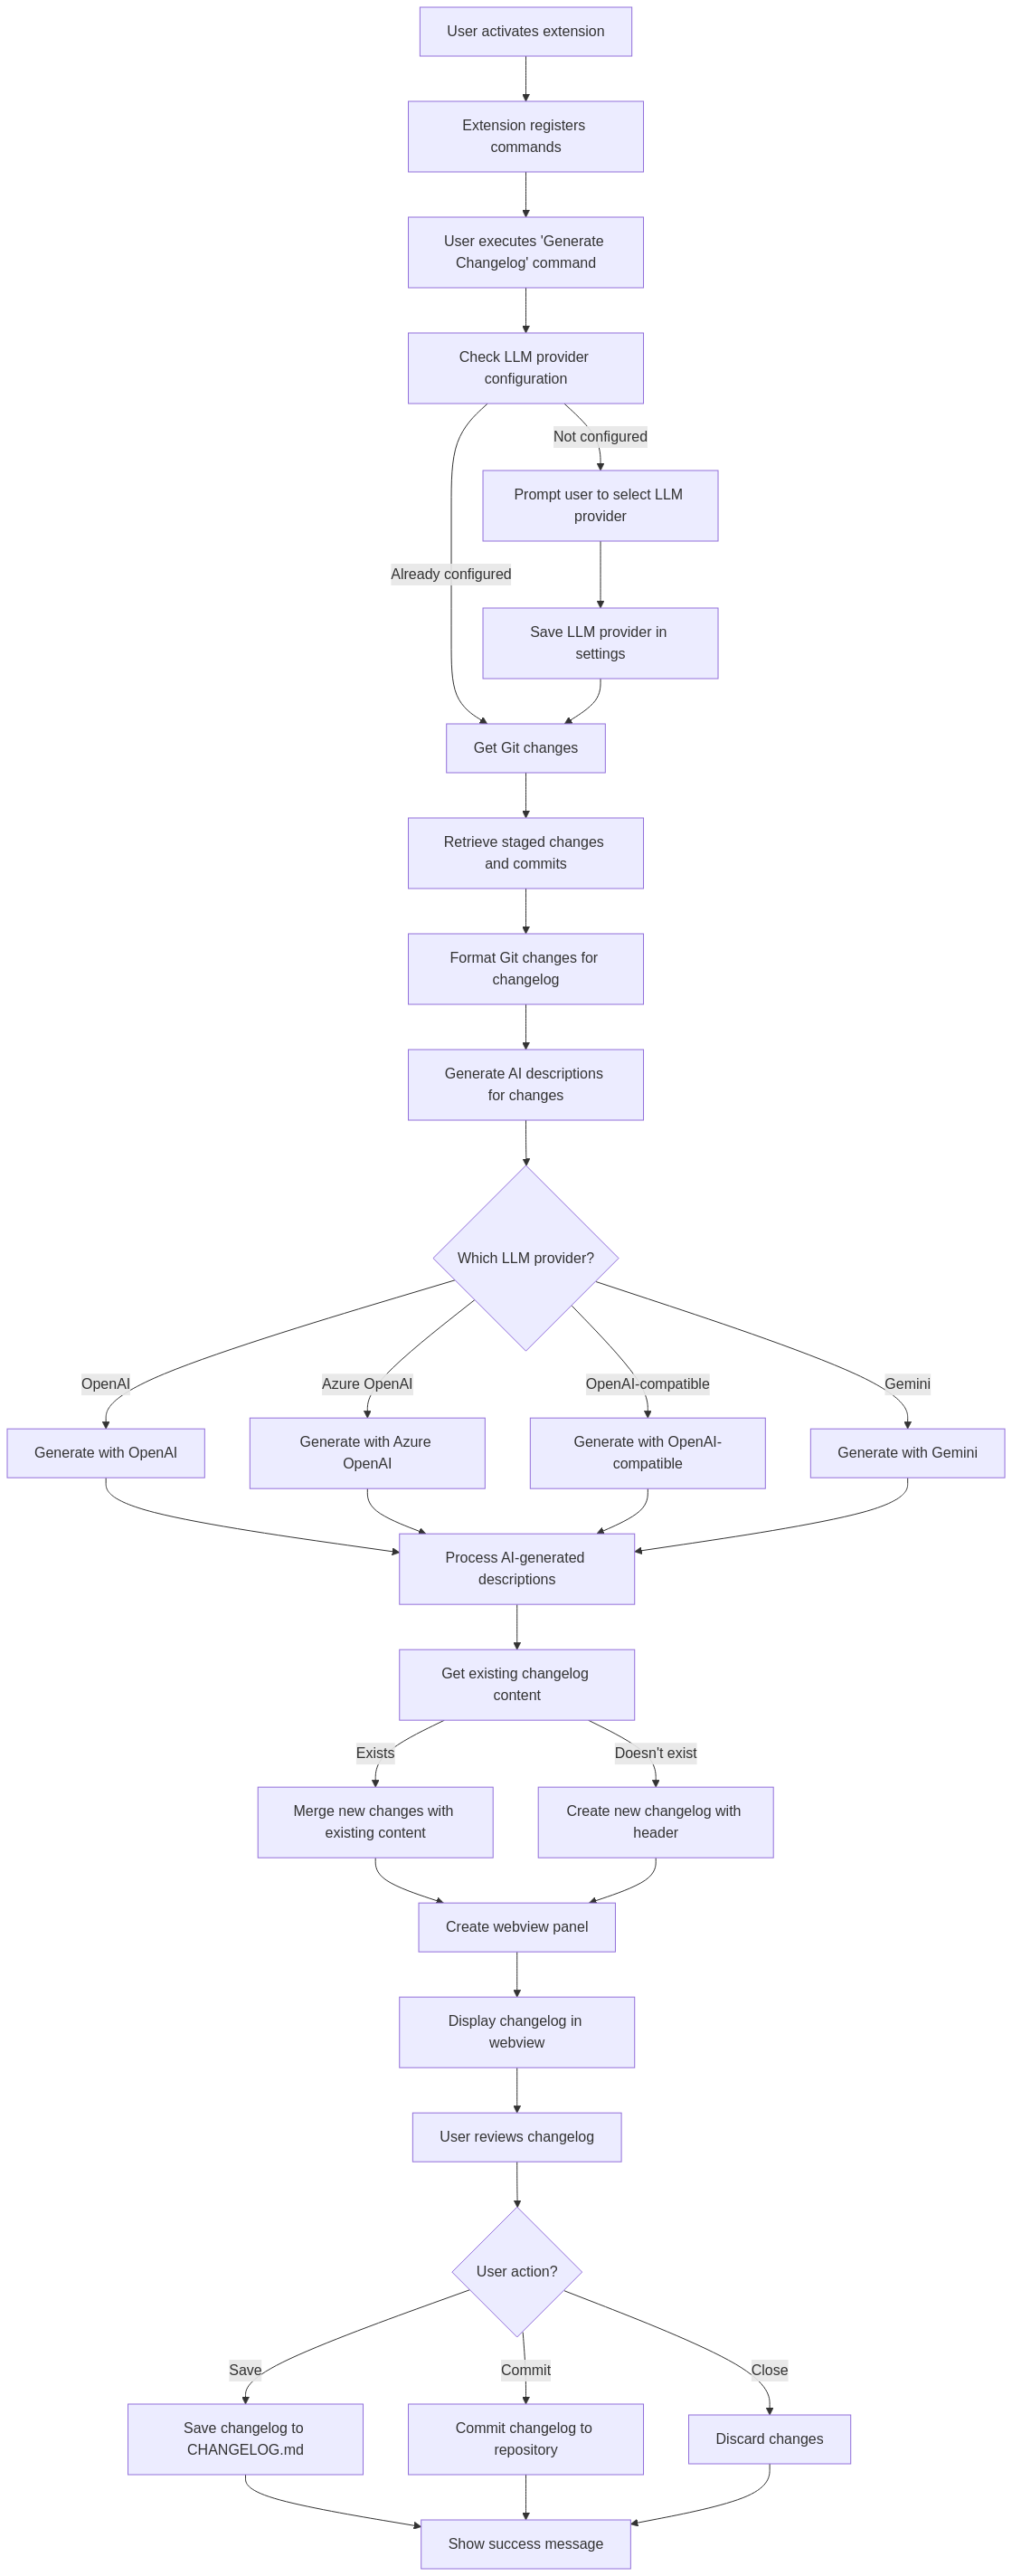 User activates extension
Extension registers
commands
User executes 'Generate
Changelog' command
Check LLM provider
configuration
Not configured
Prompt user to select LLM
provider
Already configured
Save LLM provider in
settings
Get Git changes
Retrieve staged changes
and commits
Format Git changes for
changelog
Generate AI descriptions
for changes
Which LLM provider?
OpenAI
Azure OpenAI
OpenAI-compatible
Gemini
Generate with OpenAI
Generate with Azure
OpenAI
Generate with OpenAI-
compatible
Generate with Gemini
Process AI-generated
descriptions
Get existing changelog
content
Exists
Doesn't exist
Merge new changes with
existing content
Create new changelog with
header
Create webview panel
Display changelog in
webview
User reviews changelog
User action?
Save
Commit
Close
Save changelog to
CHANGELOG.md
Commit changelog to
repository
Discard changes
Show success message